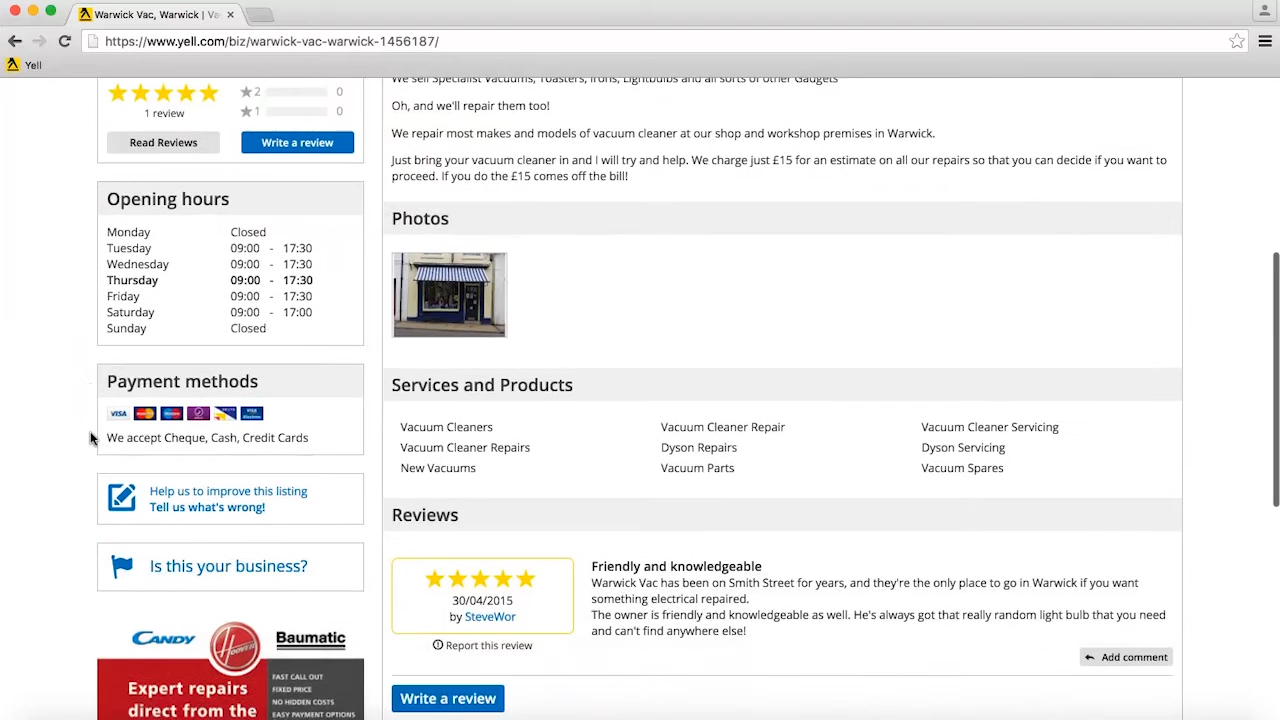 Warwick Vac, Warwick | Va
https://www.yell.com/biz/warwick-vac-warwick-1456187/
Yell
1 review
2 0
1 0
Read Reviews
Write a review
Opening hours
Monday Closed
Tuesday 09:00 - 17:30
Wednesday 09:00 - 17:30
Thursday 09:00 - 17:30
Friday 09:00 - 17:30
Saturday 09:00 - 17:00
Sunday Closed
Payment methods
VISA
We accept Cheque, Cash, Credit Cards
Help us to improve this listing
Tell us what's wrong!
Is this your business?
CANDY
HOOVER
Baumatic
Expert repairs
direct from the
FAST CALL OUT
FIXED PRICE
NO HIDDEN COSTS
EASY PAYMENT OPTIONS
We sell Specialist Vacuums, Toasters, Irons, Lightbulbs and all sorts of other Gadgets
Oh, and we'll repair them too!
We repair most makes and models of vacuum cleaner at our shop and workshop premises in Warwick.
Just bring your vacuum cleaner in and I will try and help. We charge just £15 for an estimate on all our repairs so that you can decide if you want to
proceed. If you do the £15 comes off the bill!
Photos
Services and Products
Vacuum Cleaners Vacuum Cleaner Repair Vacuum Cleaner Servicing
Vacuum Cleaner Repairs Dyson Repairs Dyson Servicing
New Vacuums Vacuum Parts Vacuum Spares
Reviews
30/04/2015
by SteveWor
Report this review
Friendly and knowledgeable
Warwick Vac has been on Smith Street for years, and they're the only place to go in Warwick if you want
something electrical repaired.
The owner is friendly and knowledgeable as well. He's always got that really random light bulb that you need
and can't find anywhere else!
Add comment
Write a review